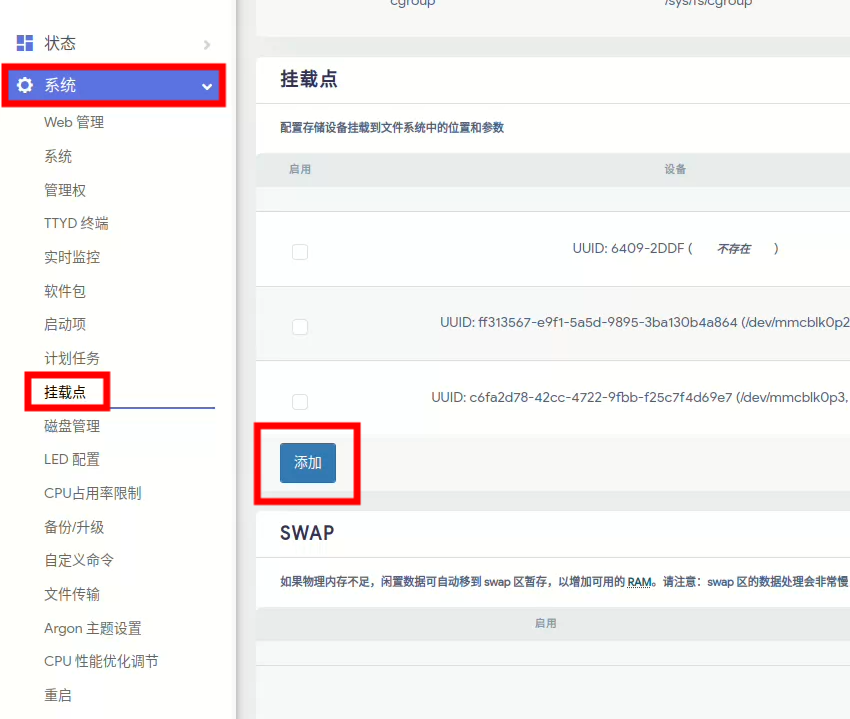 cgroup
/sys/fs/cgroup
状态
系统
Web 管理
系统
管理权
TTYD 终端
实时监控
软件包
启动项
计划任务
挂载点
磁盘管理
LED 配置
CPU占用率限制
备份/升级
自定义命令
文件传输
Argon 主题设置
CPU 性能优化调节
重启
挂载点
配置存储设备挂载到文件系统中的位置和参数
启用
设备
UUID: 6409-2DDF ( 不存在 )
UUID: ff313567-e9f1-5a5d-9895-3ba130b4a864 (/dev/mmcblk0p2
UUID: c6fa2d78-42cc-4722-9fbb-f25c7f4d69e7 (/dev/mmcblk0p3,
添加
SWAP
如果物理内存不足，闲置数据可自动移到 swap 区暂存，以增加可用的 RAM。请注意：swap 区的数据处理会非常慢
启用